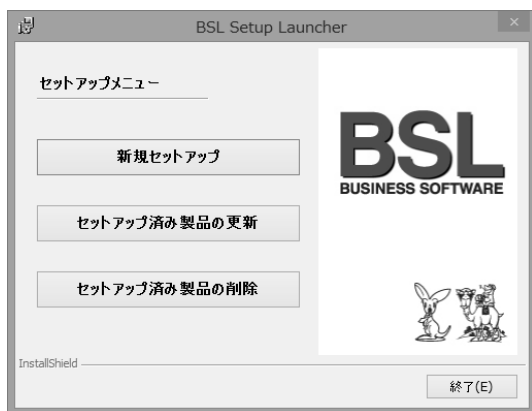 BSL Setup Launcher
セットアップメニュー
新規セットアップ
セットアップ済み製品の更新
セットアップ済み製品の削除
BSL
BUSINESS SOFTWARE
InstallShield
終了(E)